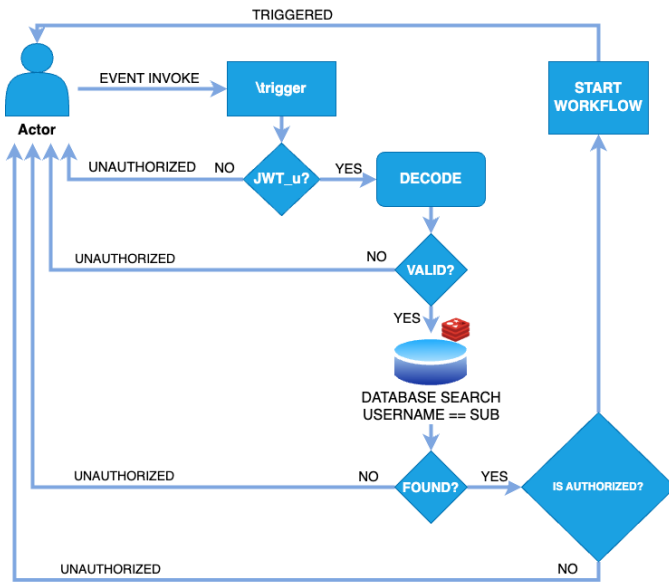 TRIGGERED
EVENT INVOKE
\trigger
START
WORKFLOW
Actor
UNAUTHORIZED
NO
JWT_u?
YES
DECODE
UNAUTHORIZED
NO
VALID?
YES
DATABASE SEARCH
USERNAME == SUB
UNAUTHORIZED
NO
FOUND?
YES
IS AUTHORIZED?
UNAUTHORIZED
NO